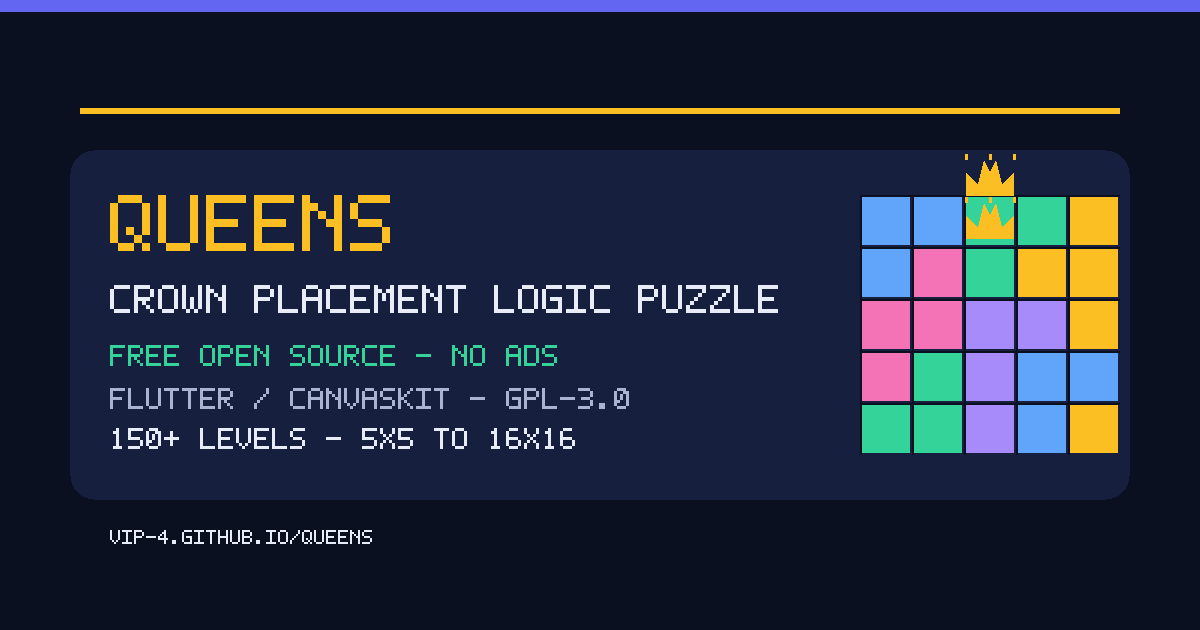 QUEENS
CROWN PLACEMENT LOGIC PUZZLE
FREE OPEN SOURCE - NO ADS
FLUTTER / CANVASKIT - GPL-3.0
150+ LEVELS - 5X5 TO 16X16
VIP-4.GITHUB.IO/QUEENS